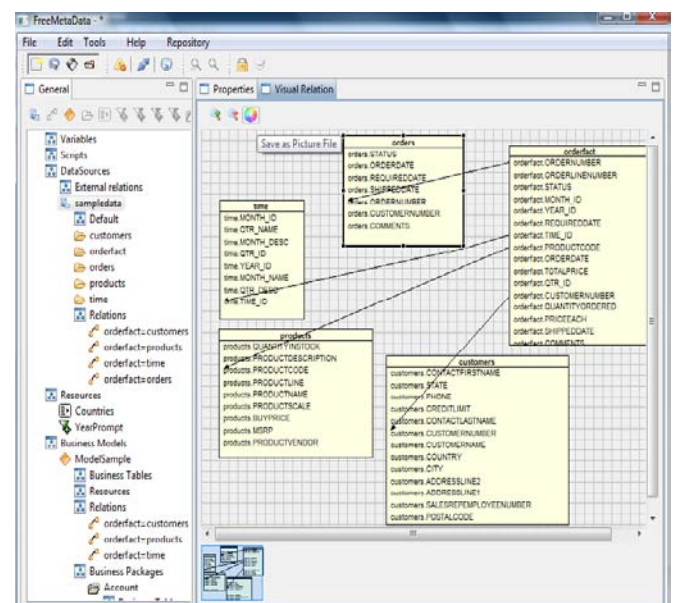 FreeMetaData - *
File Edit Tools Help Repository
General
Properties
Visual Relation
Variables
Scripts
DataSources
External relations
sampledata
Default
customers
orderfact
orders
products
time
Relations
orderfact=customers
orderfact=products
orderfact=time
orderfact=orders
Resources
Countries
YearPrompt
Business Models
ModelSample
Business Tables
Resources
Relations
orderfact=customers
orderfact=products
orderfact=time
Business Packages
Account
Save as Picture File
orders
orders.STATUS
orders.ORDERDATE
orders.REQUIREDDATE
orders.SHIPPEDDATE
orders.ORDERNUMBER
orders.CUSTOMERNUMBER
orders.COMMENTS
orderfact
orderfact.ORDERNUMBER
orderfact.ORDERLINENUMBER
orderfact.STATUS
orderfact.MONTH_ID
orderfact.YEAR_ID
orderfact.REQUIREDDATE
orderfact.TIME_ID
orderfact.PRODUCTCODE
orderfact.ORDERDATE
orderfact.TOTALPRICE
orderfact.QTR_ID
orderfact.CUSTOMERNUMBER
orderfact.QUANTITYORDERED
orderfact.PRICEEACH
orderfact.SHIPPEDDATE
orderfact.COMMENTS
time
time.MONTH_ID
time.QTR_NAME
time.MONTH_DESC
time.QTR_ID
time.YEAR_ID
time.MONTH_NAME
time.QTR_DESC
time.TIME_ID
products
products.QUANTITYINSTOCK
products.PRODUCTDESCRIPTION
products.PRODUCTCODE
products.PRODUCTLINE
products.PRODUCTNAME
products.PRODUCTSCALE
products.BUYPRICE
products.MSRP
products.PRODUCTVENDOR
customers
customers.CONTACTFIRSTNAME
customers.STATE
customers.PHONE
customers.CREDITLIMIT
customers.CONTACTLASTNAME
customers.CUSTOMERNUMBER
customers.CUSTOMERNAME
customers.COUNTRY
customers.CITY
customers.ADDRESSLINE2
customers.ADDRESSLINE1
customers.SALESREPEMPLOYEENUMBER
customers.POSTALCODE